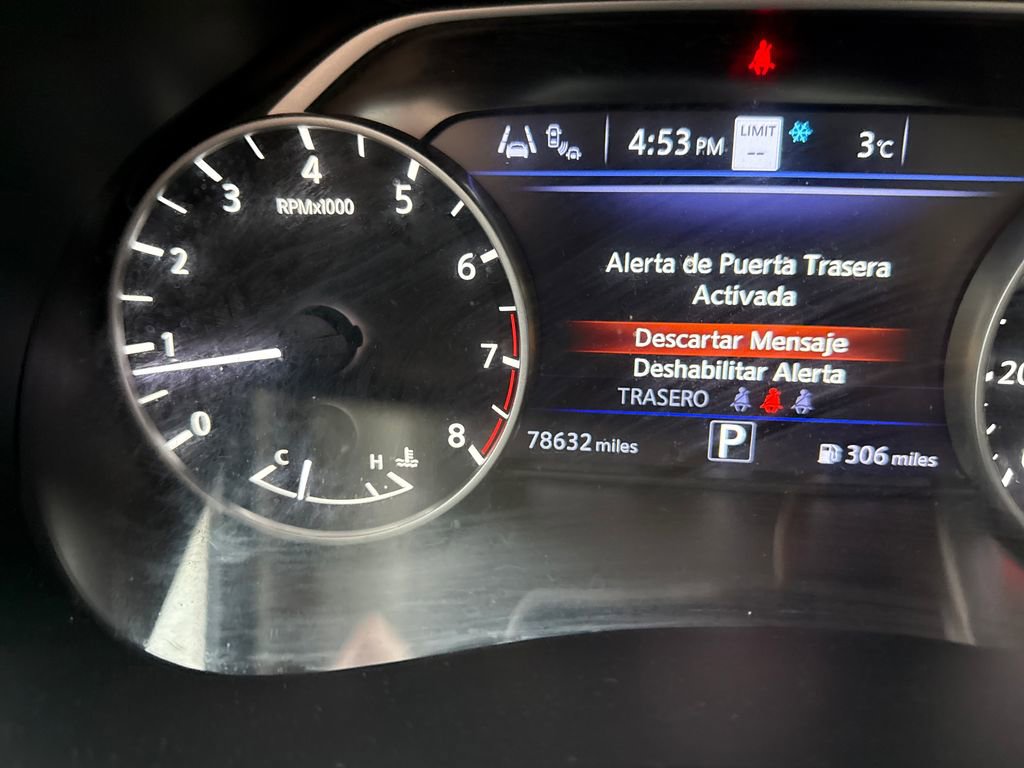 4:53 PM
LIMIT
--
3°C
Alerta de Puerta Trasera
Activada
Descartar Mensaje
Deshabilitar Alerta
TRASERO
78632 miles
P
306 miles
0
1
2
3
4
5
6
7
8
RPMx1000
C
H
20